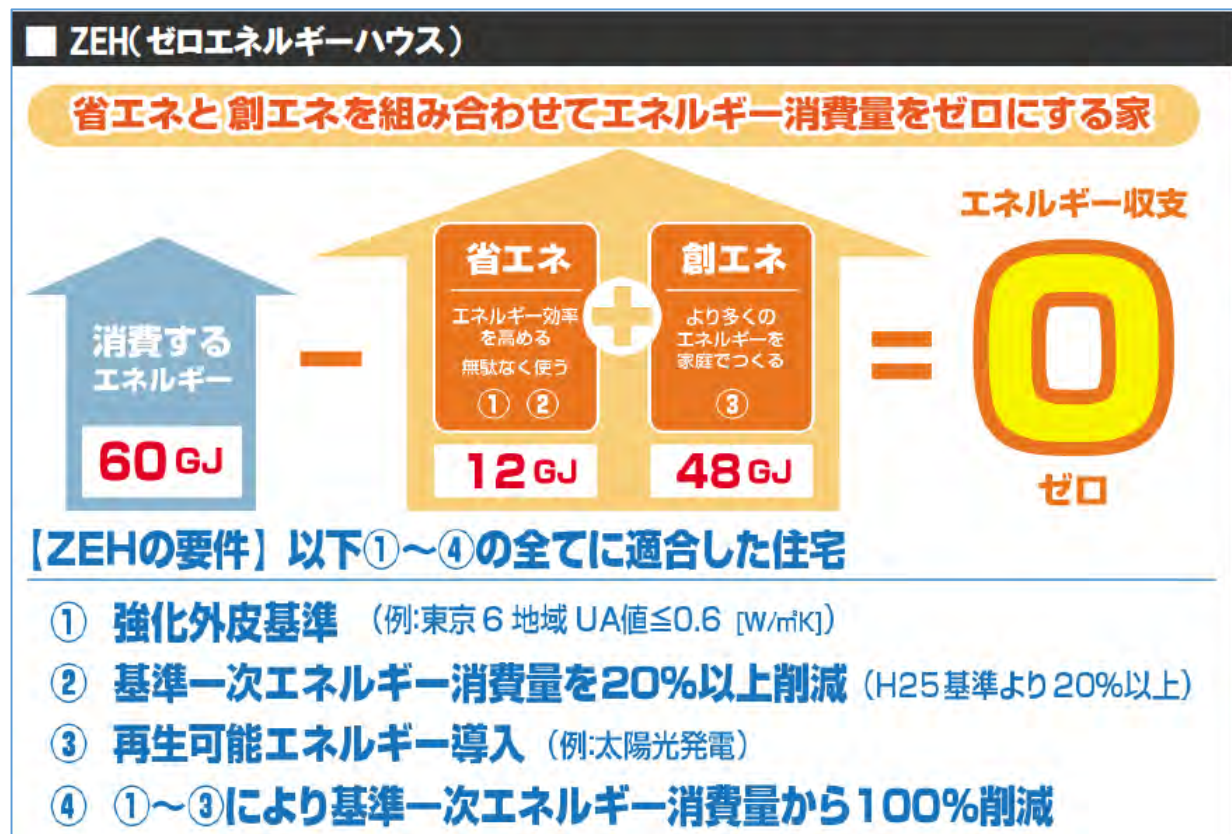 ■ ZEH(ゼロエネルギーハウス)
省エネと創エネを組み合わせてエネルギー消費量をゼロにする家
消費する
エネルギー
60GJ
−
省エネ
エネルギー効率
を高める
無駄なく使う
① ②
12GJ
+
創エネ
より多くの
エネルギーを
家庭でつくる
③
48GJ
=
エネルギー収支
0
ゼロ
【ZEHの要件】以下①～④の全てに適合した住宅
① 強化外皮基準 (例:東京6地域 UA値≦0.6 [W/㎡K])
② 基準一次エネルギー消費量を20%以上削減 (H25基準より20%以上)
③ 再生可能エネルギー導入 (例:太陽光発電)
④ ①～③により基準一次エネルギー消費量から100%削減